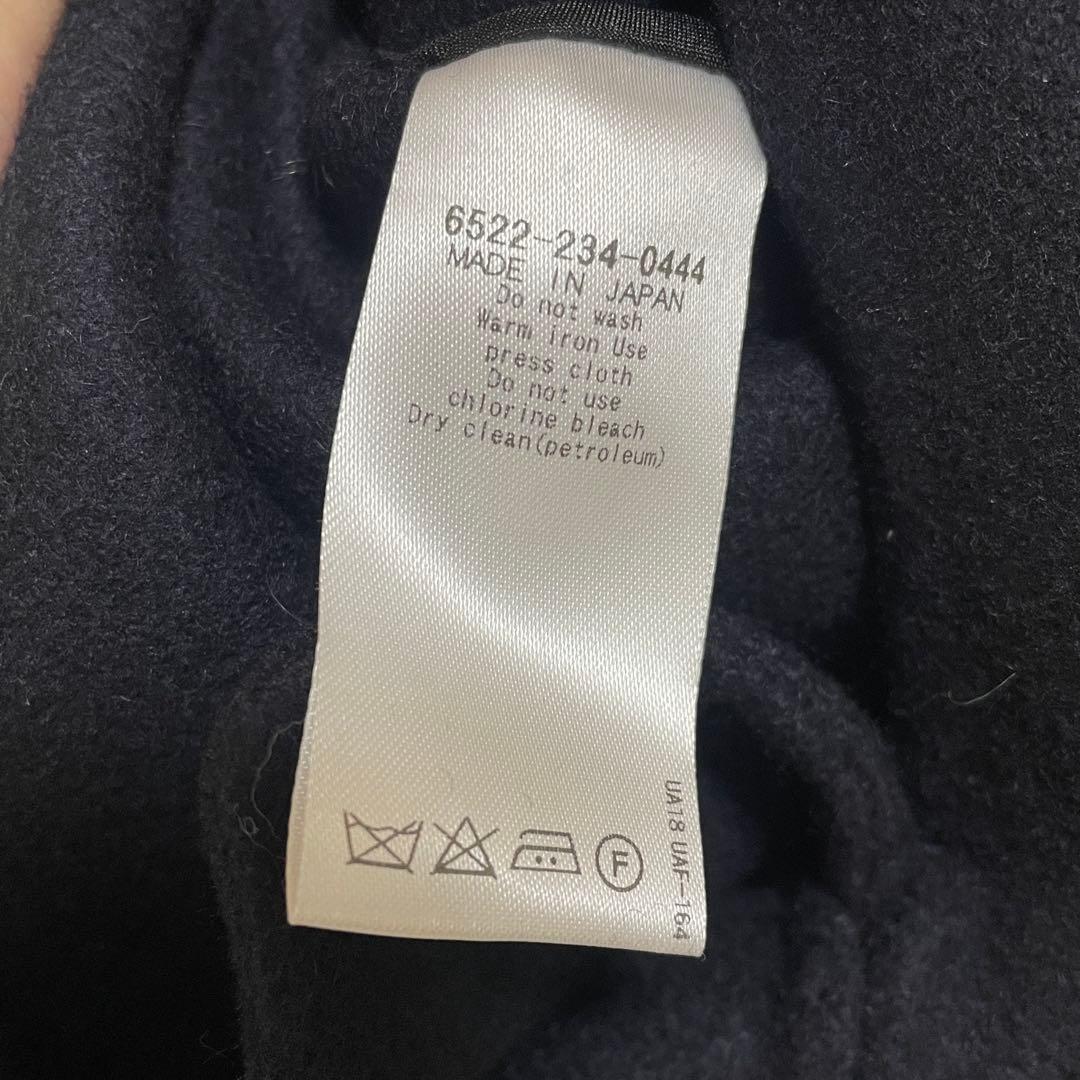 6522-234-0444
MADE IN JAPAN
Do not wash
Warm iron Use
press cloth
Do not use
chlorine bleach
Dry clean(petroleum)
F
UA18 UAF-164